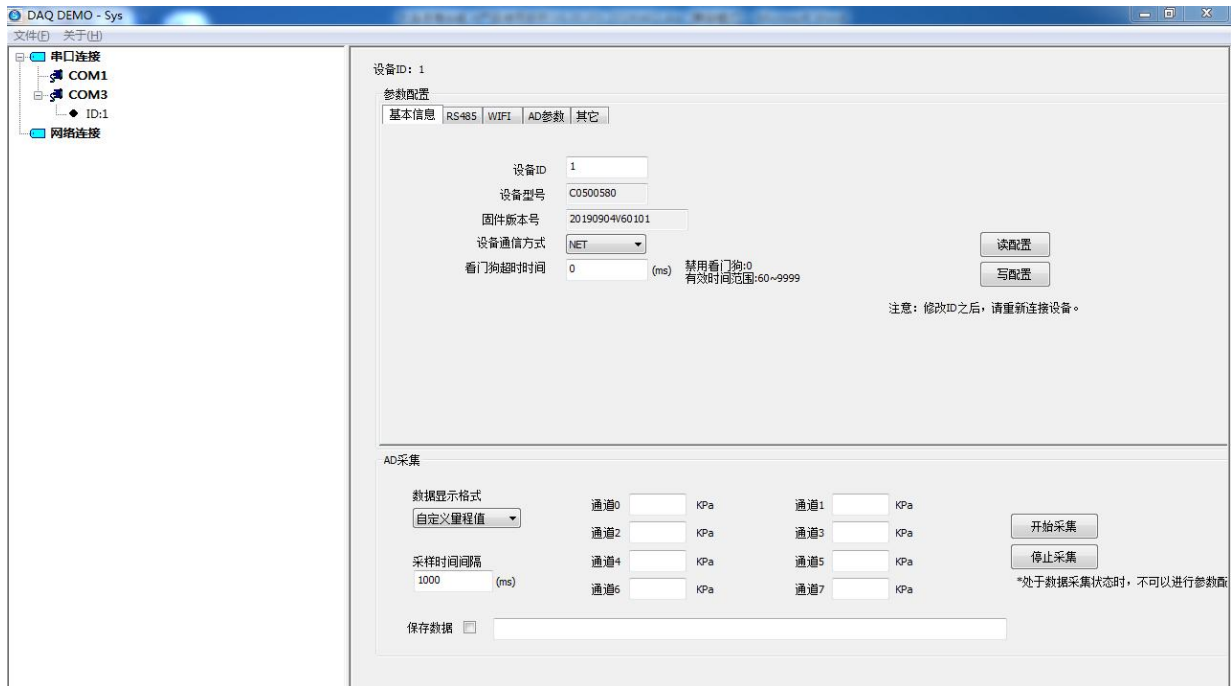 DAQ DEMO - Sys
文件(F) 关于(H)
串口连接
COM1
COM3
ID:1
网络连接
设备ID: 1
参数配置
基本信息 RS485 WIFI AD参数 其它
设备ID 1
设备型号 C0500580
固件版本号 20190904V60101
设备通信方式 NET
读配置
看门狗超时时间 0 (ms) 禁用看门狗:0
有效时间范围:60~9999
写配置
注意: 修改ID之后, 请重新连接设备。
AD采集
数据显示格式
自定义量程值
采样时间间隔
1000 (ms)
通道0 KPa 通道1 KPa
通道2 KPa 通道3 KPa
通道4 KPa 通道5 KPa
通道6 KPa 通道7 KPa
开始采集
停止采集
*处于数据采集状态时, 不可以进行参数配
保存数据